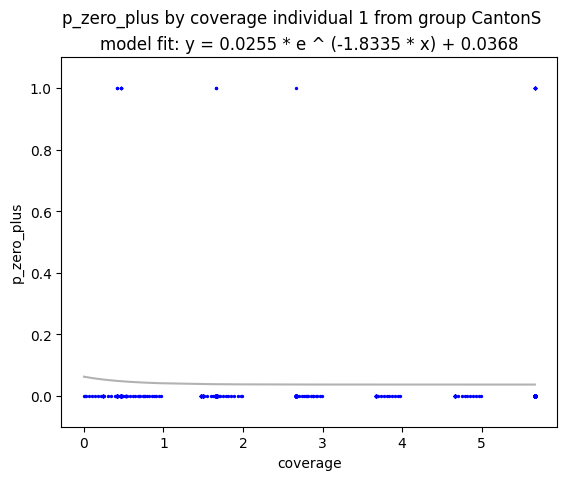 p_zero_plus by coverage individual 1 from group CantonS
model fit: y = 0.0255 * e ^ (-1.8335 * x) + 0.0368
1.0
0.8
0.6
0.4
0.2
0.0
p_zero_plus
0 1 2 3 4 5
coverage